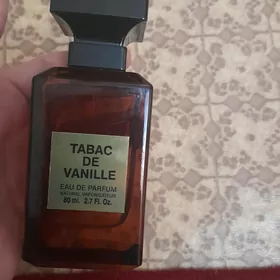 TABAC
DE
VANILLE
EAU DE PARFUM
NATURAL VAPORISATEUR
80 ml. 2.7 Fl. Oz.